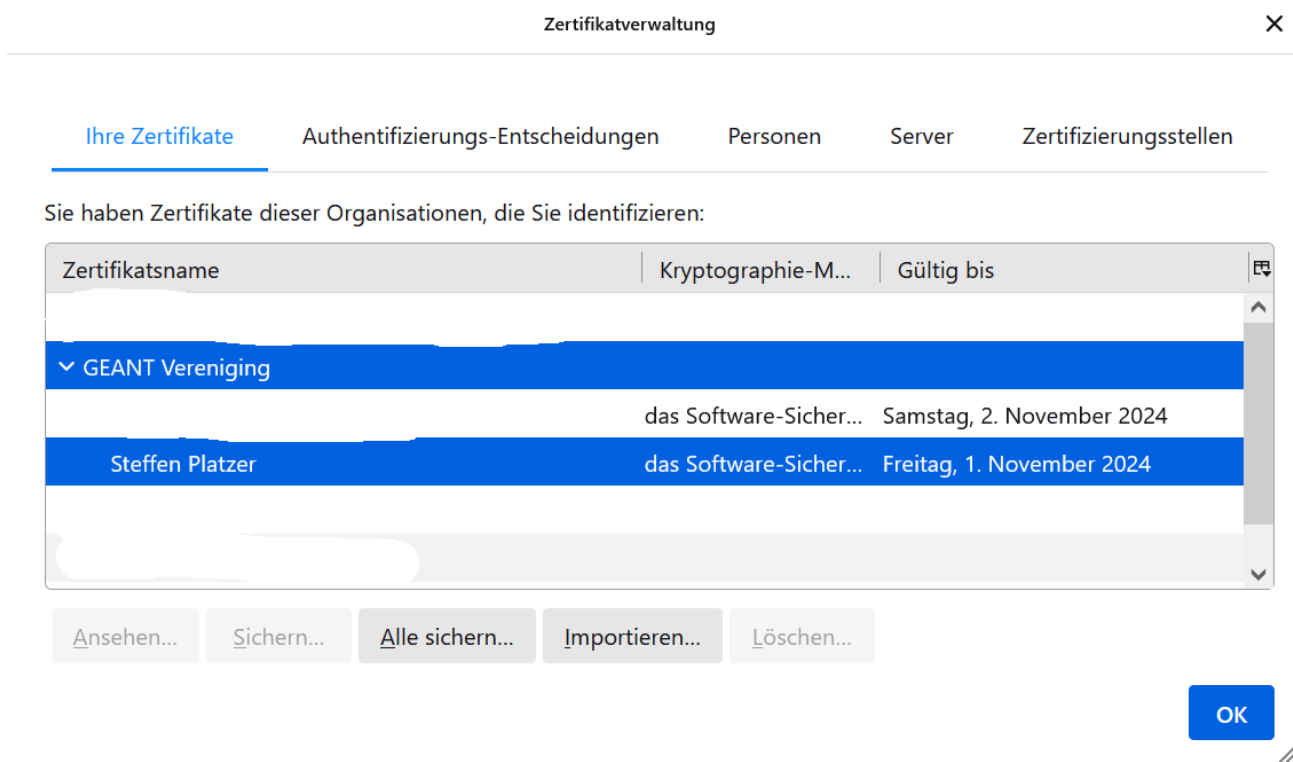 Zertifikatverwaltung
Ihre Zertifikate Authentifizierungs-Entscheidungen Personen Server Zertifizierungsstellen
Sie haben Zertifikate dieser Organisationen, die Sie identifizieren:
Zertifikatsname Kryptographie-M... Gültig bis
GEANT Vereniging
das Software-Sicher... Samstag, 2. November 2024
Steffen Platzer das Software-Sicher... Freitag, 1. November 2024
Ansehen... Sichern... Alle sichern... Importieren... Löschen...
OK